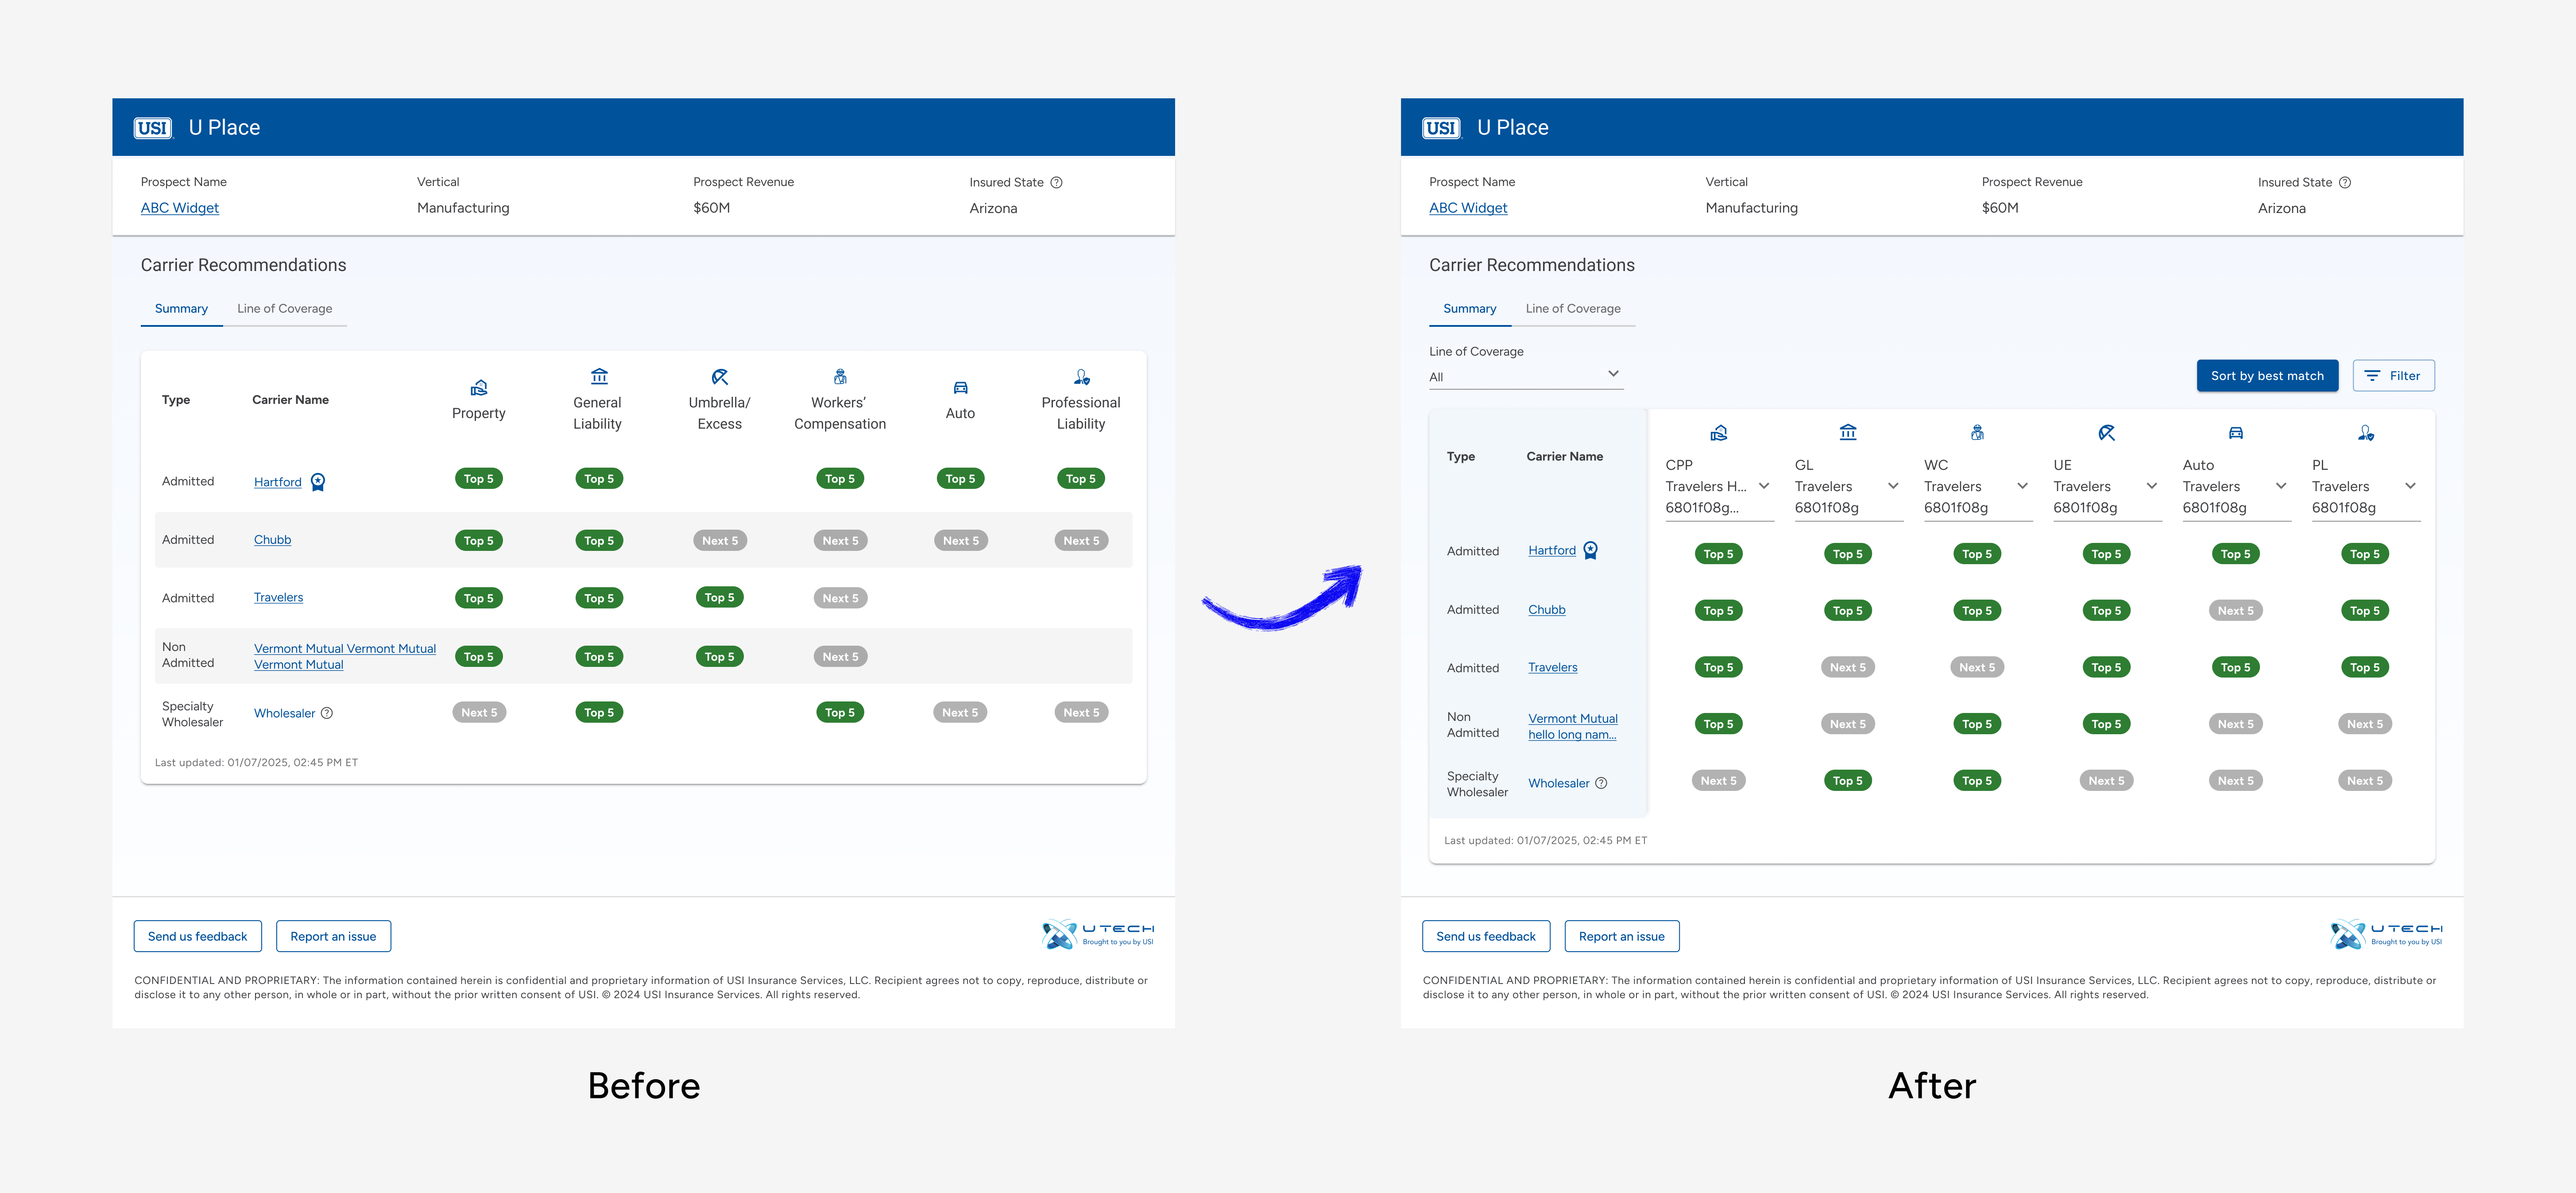 USI U Place
Prospect Name Vertical Prospect Revenue Insured State
ABC Widget Manufacturing $60M Arizona
Carrier Recommendations
Summary Line of Coverage
Type Carrier Name Property General Liability Umbrella/ Excess Workers’ Compensation Auto Professional Liability
Admitted Hartford Top 5 Top 5 Top 5 Top 5 Top 5
Admitted Chubb Top 5 Top 5 Next 5 Next 5 Next 5 Next 5
Admitted Travelers Top 5 Top 5 Top 5 Next 5
Non Admitted Vermont Mutual Vermont Mutual Vermont Mutual Top 5 Top 5 Top 5 Next 5
Specialty Wholesaler Wholesaler Next 5 Top 5 Top 5 Next 5 Next 5
Last updated: 01/07/2025, 02:45 PM ET
Send us feedback Report an issue
UTECH
Brought to you by USI
CONFIDENTIAL AND PROPRIETARY: The information contained herein is confidential and proprietary information of USI Insurance Services, LLC. Recipient agrees not to copy, reproduce, distribute or
disclose it to any other person, in whole or in part, without the prior written consent of USI. © 2024 USI Insurance Services. All rights reserved.
Before
USI U Place
Prospect Name Vertical Prospect Revenue Insured State
ABC Widget Manufacturing $60M Arizona
Carrier Recommendations
Summary Line of Coverage
Line of Coverage
All
Sort by best match Filter
Type Carrier Name
CPP GL WC UE Auto PL
Travelers H... Travelers Travelers Travelers Travelers Travelers
6801f08g... 6801f08g 6801f08g 6801f08g 6801f08g 6801f08g
Admitted Hartford Top 5 Top 5 Top 5 Top 5 Top 5 Top 5
Admitted Chubb Top 5 Top 5 Top 5 Top 5 Next 5 Top 5
Admitted Travelers Top 5 Next 5 Next 5 Top 5 Top 5 Top 5
Non Admitted Vermont Mutual hello long nam... Top 5 Next 5 Top 5 Top 5 Next 5 Next 5
Specialty Wholesaler Wholesaler Next 5 Top 5 Top 5 Next 5 Next 5 Next 5
Last updated: 01/07/2025, 02:45 PM ET
Send us feedback Report an issue
UTECH
Brought to you by USI
CONFIDENTIAL AND PROPRIETARY: The information contained herein is confidential and proprietary information of USI Insurance Services, LLC. Recipient agrees not to copy, reproduce, distribute or
disclose it to any other person, in whole or in part, without the prior written consent of USI. © 2024 USI Insurance Services. All rights reserved.
After